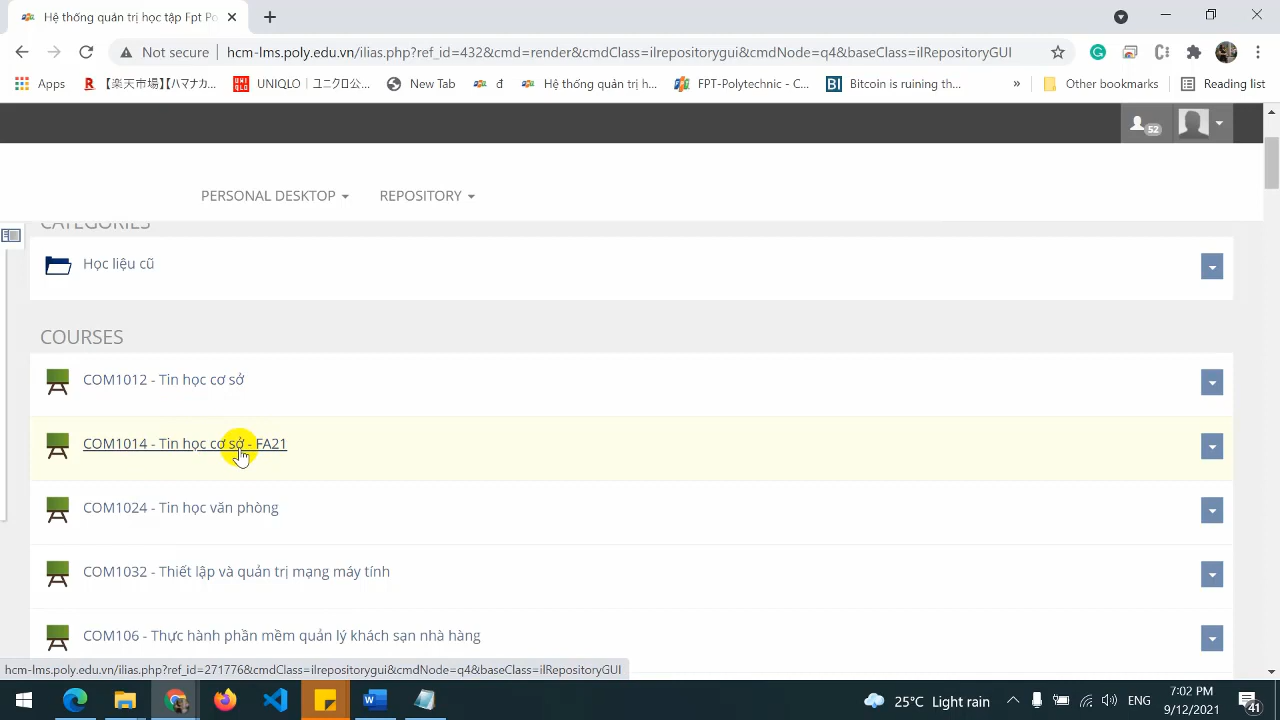 Hệ thống quản trị học tập Fpt Po
Not secure
hcm-lms.poly.edu.vn/ilias.php?ref_id=432&cmd=render&cmdClass=ilrepositorygui&cmdNode=q4&baseClass=ilRepositoryGUI
Apps
【楽天市場】【ハマナカ...
UNIQLO｜ユニクロ公...
New Tab
đ
Hệ thống quản trị h...
FPT-Polytechnic - C...
Bitcoin is ruining th...
»
Other bookmarks
Reading list
52
PERSONAL DESKTOP
REPOSITORY
CATEGORIES
Học liệu cũ
COURSES
COM1012 - Tin học cơ sở
COM1014 - Tin học cơ sở - FA21
COM1024 - Tin học văn phòng
COM1032 - Thiết lập và quản trị mạng máy tính
COM106 - Thực hành phần mềm quản lý khách sạn nhà hàng
hcm-lms.poly.edu.vn/ilias.php?ref_id=271776&cmdClass=ilrepositorygui&cmdNode=q4&baseClass=ilRepositoryGUI
25°C Light rain
ENG
7:02 PM
9/12/2021
41